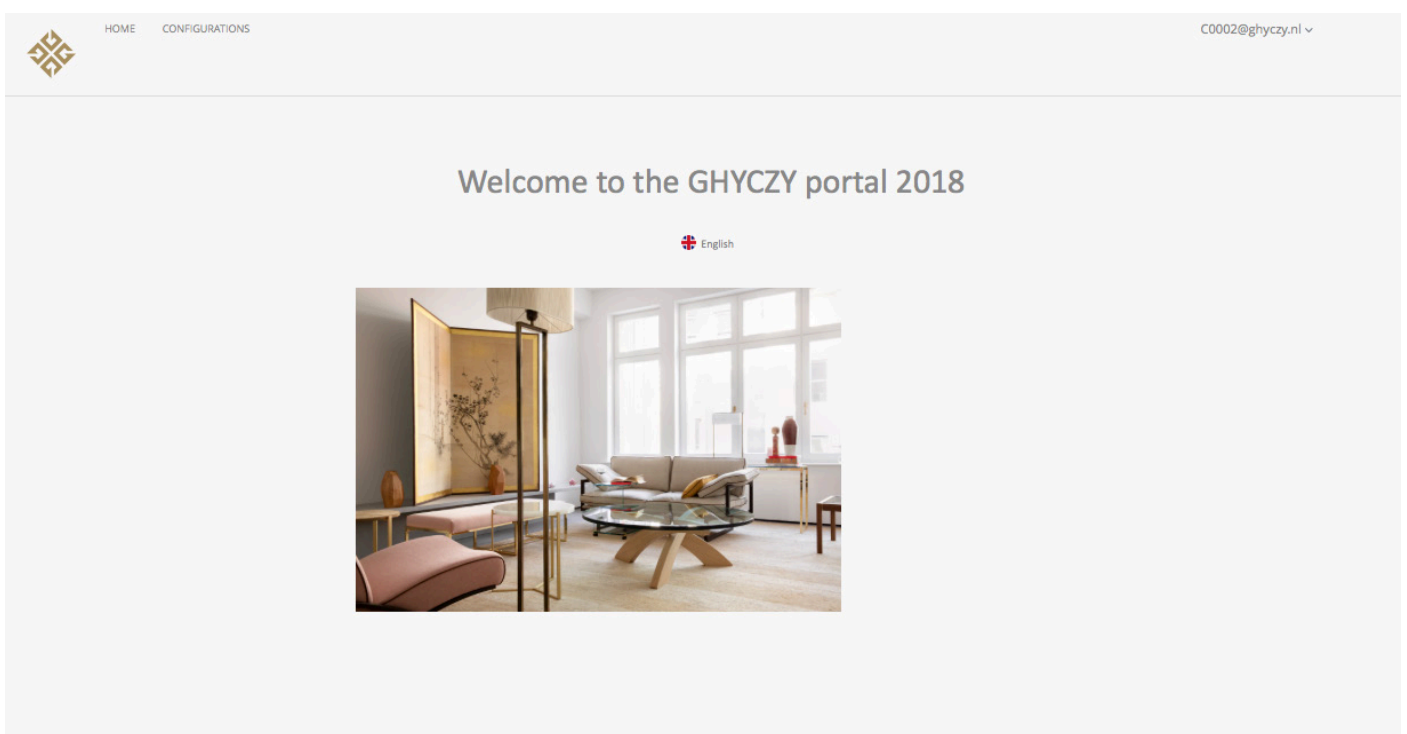 HOME CONFIGURATIONS C0002@ghyczy.nl
Welcome to the GHYCZY portal 2018
English